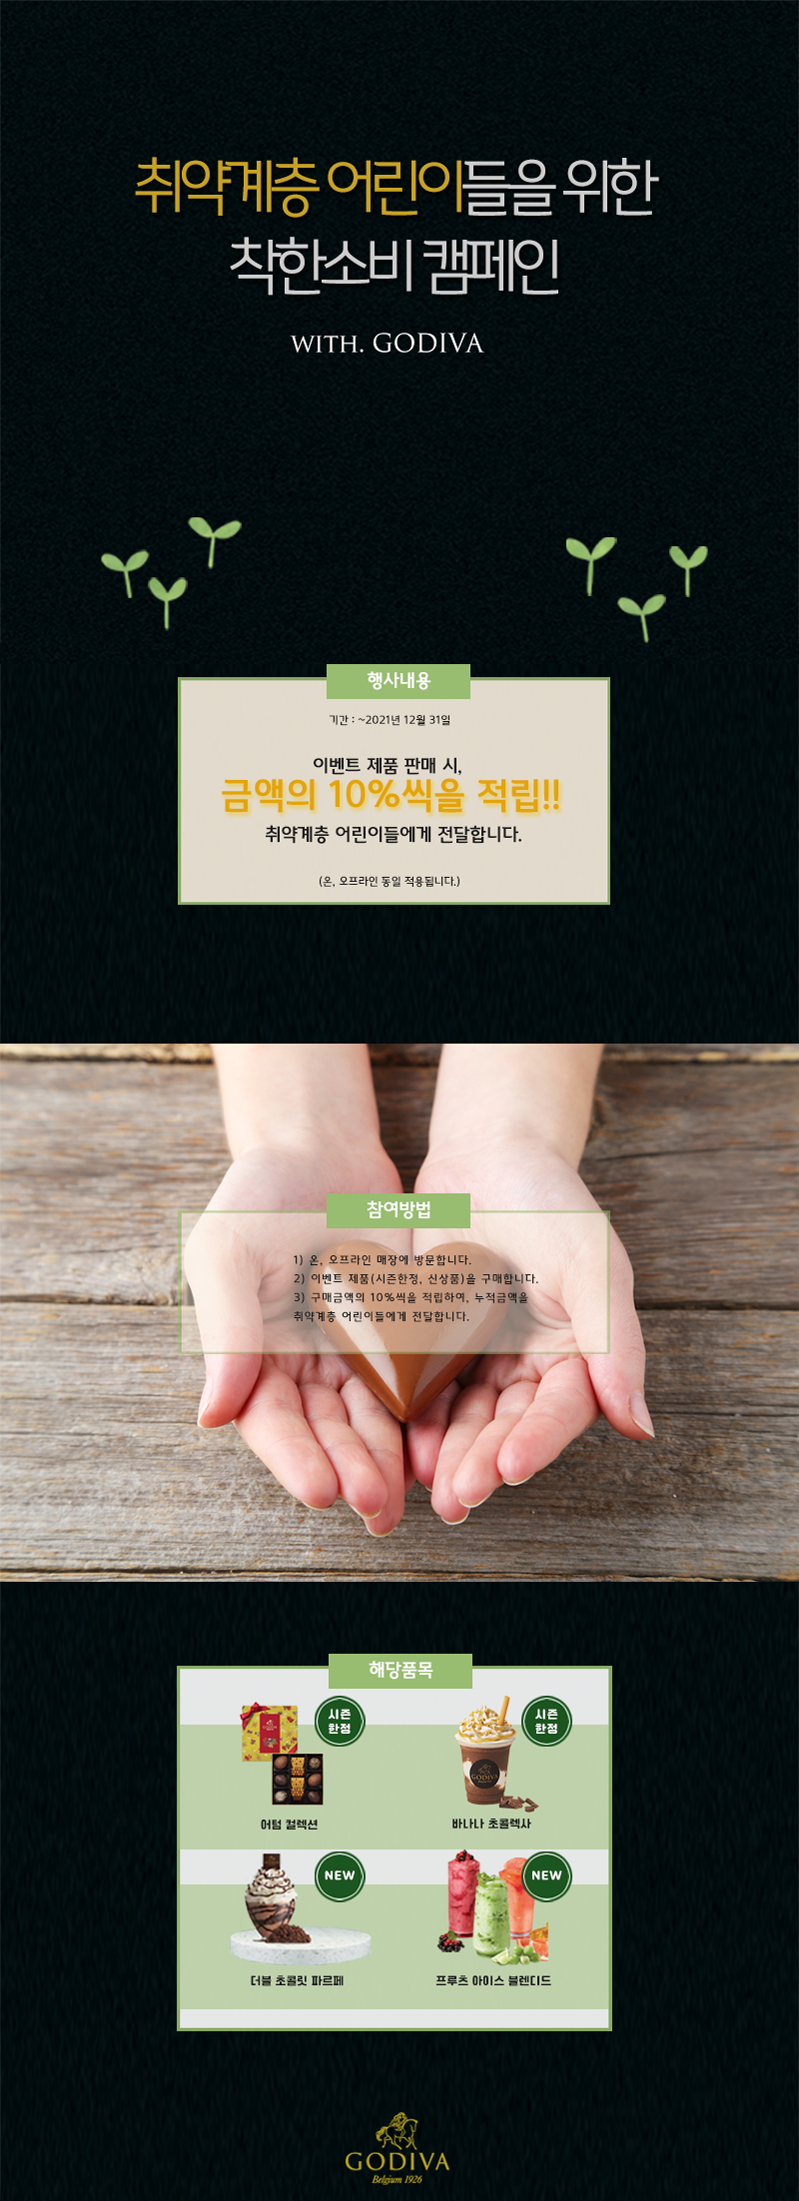 취약계층 어린이들을 위한
착한소비 캠페인
WITH. GODIVA
행사내용
기간 : ~2021년 12월 31일
이벤트 제품 판매 시,
금액의 10%씩을 적립!!
취약계층 어린이들에게 전달합니다.
(온, 오프라인 동일 적용됩니다.)
참여방법
1) 온, 오프라인 매장에 방문합니다.
2) 이벤트 제품(시즌한정, 신상품)을 구매합니다.
3) 구매금액의 10%씩을 적립하여, 누적금액을
취약계층 어린이들에게 전달합니다.
해당품목
시즌
한정
시즌
한정
GODIVA
어텀 컬렉션
바나나 초콜렉사
NEW
NEW
더블 초콜릿 파르페
프루츠 아이스 블렌디드
GODIVA
Belgium 1926